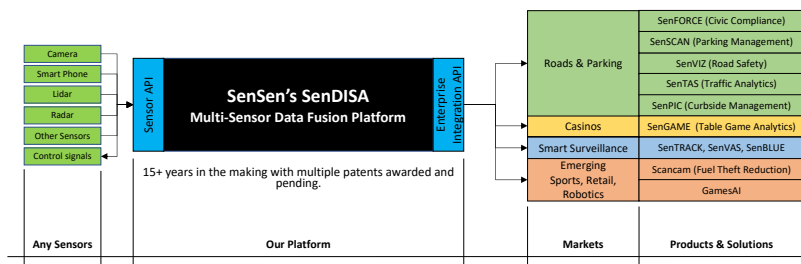 Camera
Smart Phone
Lidar
Radar
Other Sensors
Control signals
Sensor API
SenSen's SenDISA
Multi-Sensor Data Fusion Platform
Enterprise
Integration API
15+ years in the making with multiple patents awarded and
pending.
Roads & Parking
SenFORCE (Civic Compliance)
SenSCAN (Parking Management)
SenVIZ (Road Safety)
SenTAS (Traffic Analytics)
SenPIC (Curbside Management)
Casinos
SenGAME (Table Game Analytics)
Smart Surveillance
SenTRACK, SenVAS, SenBLUE
Emerging
Sports, Retail,
Robotics
Scancam (Fuel Theft Reduction)
GamesAI
Any Sensors
Our Platform
Markets
Products & Solutions